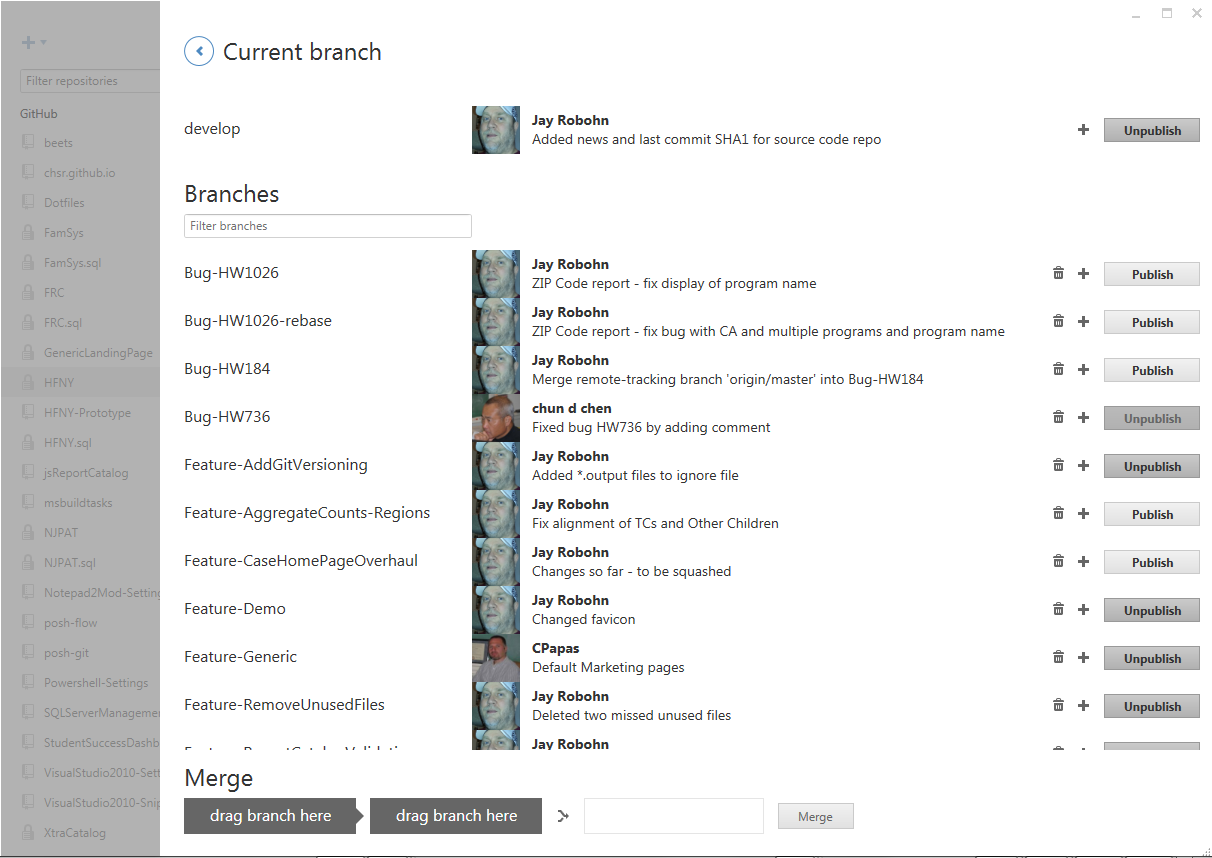 Current branch
Filter repositories
GitHub
beets
chsr.github.io
Dotfiles
FamSys
FamSys.sql
FRC
FRC.sql
GenericLandingPage
HFNY
HFNY-Prototype
HFNY.sql
jsReportCatalog
msbuildtasks
NJPAT
NJPAT.sql
Notepad2Mod-Setting
posh-flow
posh-git
Powershell-Settings
SQLServerManagemen
StudentSuccessDashb
VisualStudio2010-Sett
VisualStudio2010-Snip
XtraCatalog
develop
Jay Robohn
Added news and last commit SHA1 for source code repo
Unpublish
Branches
Filter branches
Bug-HW1026
Jay Robohn
ZIP Code report - fix display of program name
Publish
Bug-HW1026-rebase
Jay Robohn
ZIP Code report - fix bug with CA and multiple programs and program name
Publish
Bug-HW184
Jay Robohn
Merge remote-tracking branch 'origin/master' into Bug-HW184
Publish
Bug-HW736
chun d chen
Fixed bug HW736 by adding comment
Unpublish
Feature-AddGitVersioning
Jay Robohn
Added *.output files to ignore file
Unpublish
Feature-AggregateCounts-Regions
Jay Robohn
Fix alignment of TCs and Other Children
Publish
Feature-CaseHomePageOverhaul
Jay Robohn
Changes so far - to be squashed
Publish
Feature-Demo
Jay Robohn
Changed favicon
Unpublish
Feature-Generic
CPapas
Default Marketing pages
Unpublish
Feature-RemoveUnusedFiles
Jay Robohn
Deleted two missed unused files
Unpublish
Jay Robohn
Merge
drag branch here
drag branch here
Merge